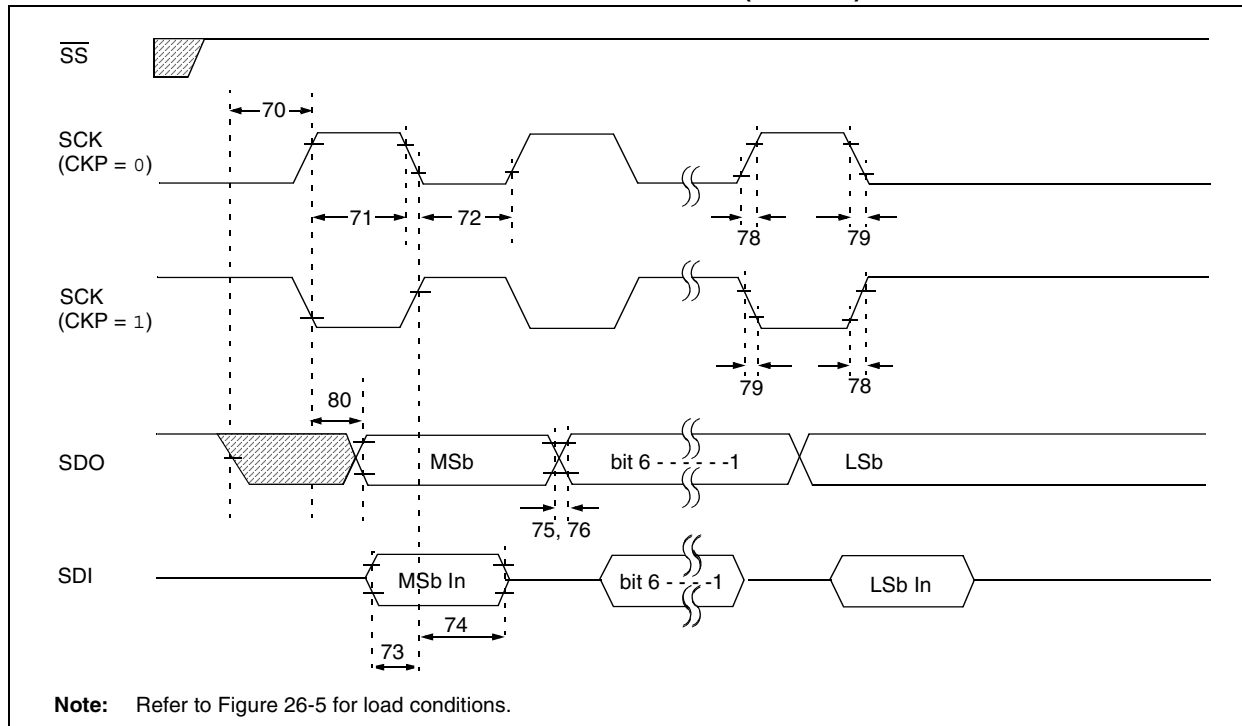 SS
70
SCK
(CKP = 0)
71
72
78
79
SCK
(CKP = 1)
79
78
80
SDO
MSb
bit 6 - - - - - -1
LSb
75, 76
SDI
MSb In
bit 6 - - - -1
LSb In
74
73
Note: Refer to Figure 26-5 for load conditions.